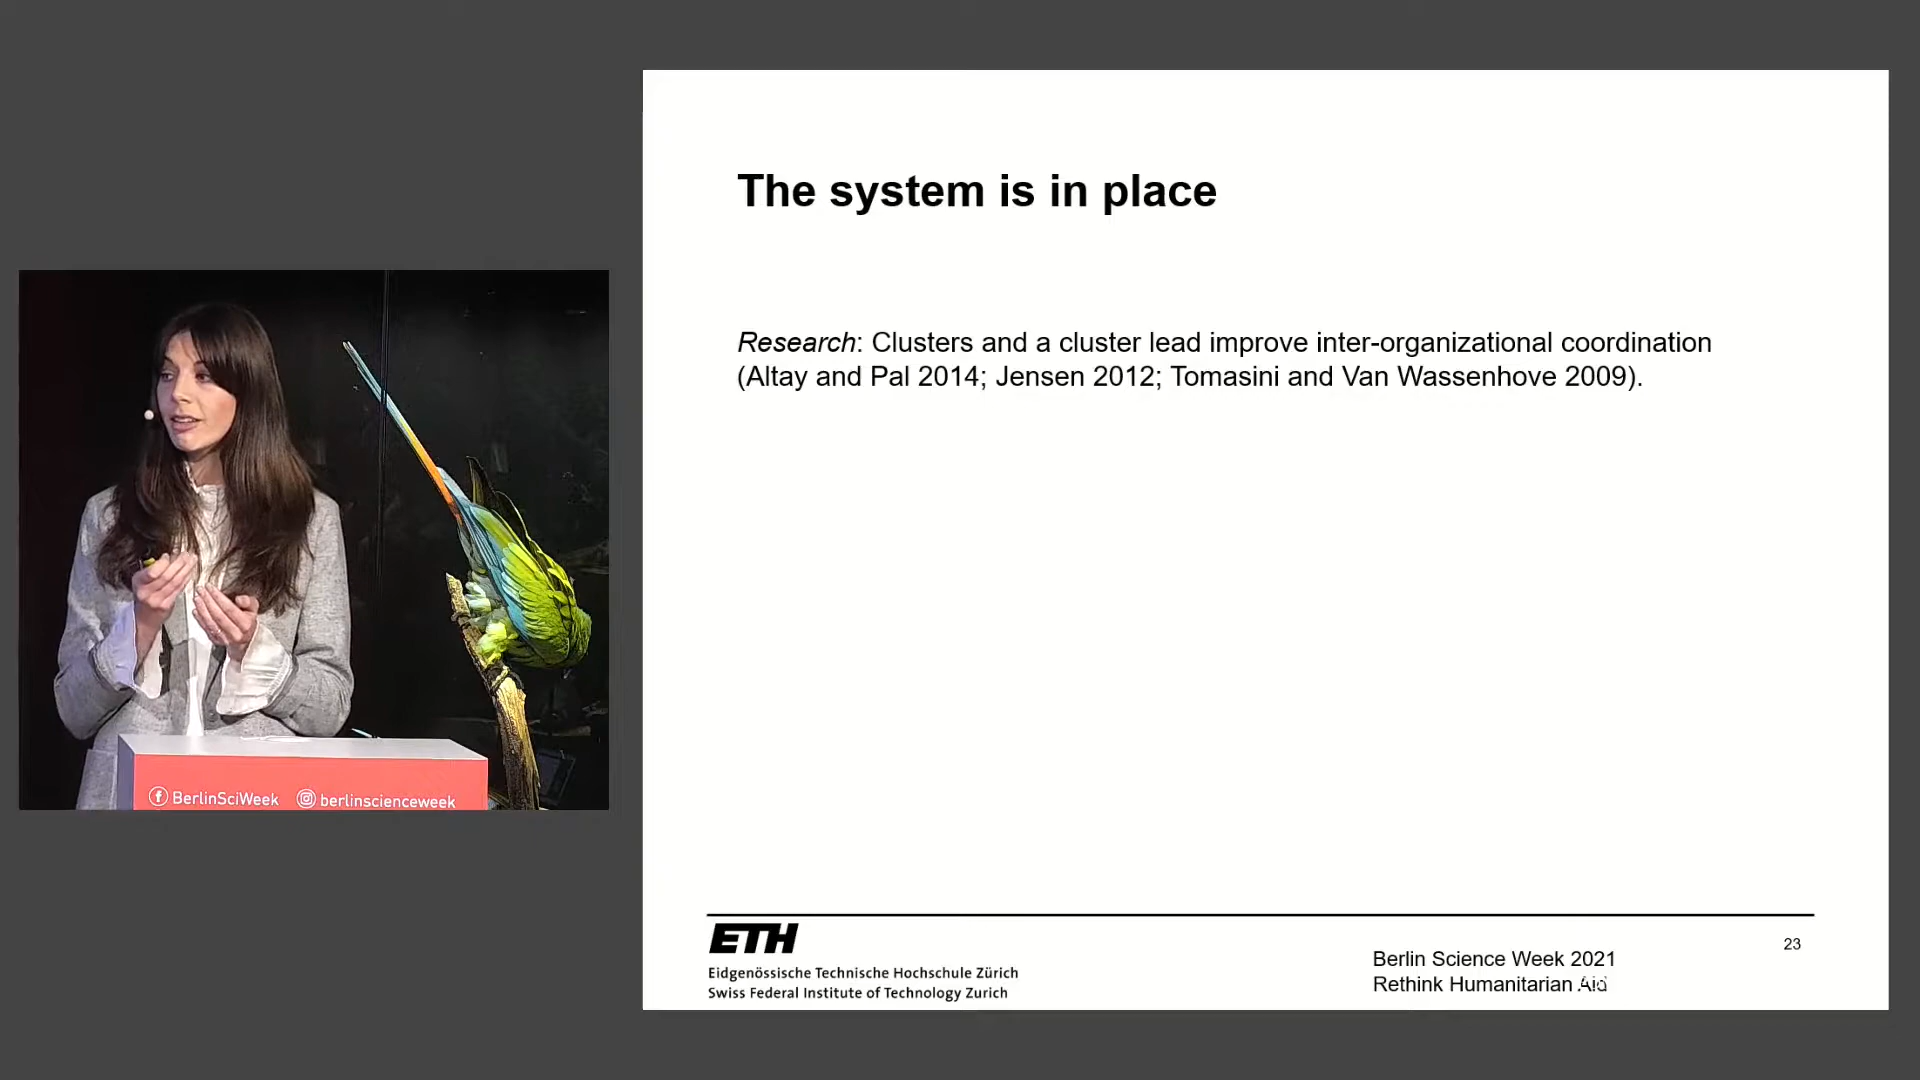 The system is in place
Research: Clusters and a cluster lead improve inter-organizational coordination
(Altay and Pal 2014; Jensen 2012; Tomasini and Van Wassenhove 2009).
BerlinSciWeek berlinscienceweek
ETH
Eidgenössische Technische Hochschule Zürich
Swiss Federal Institute of Technology Zurich
Berlin Science Week 2021
Rethink Humanitarian Aid
23